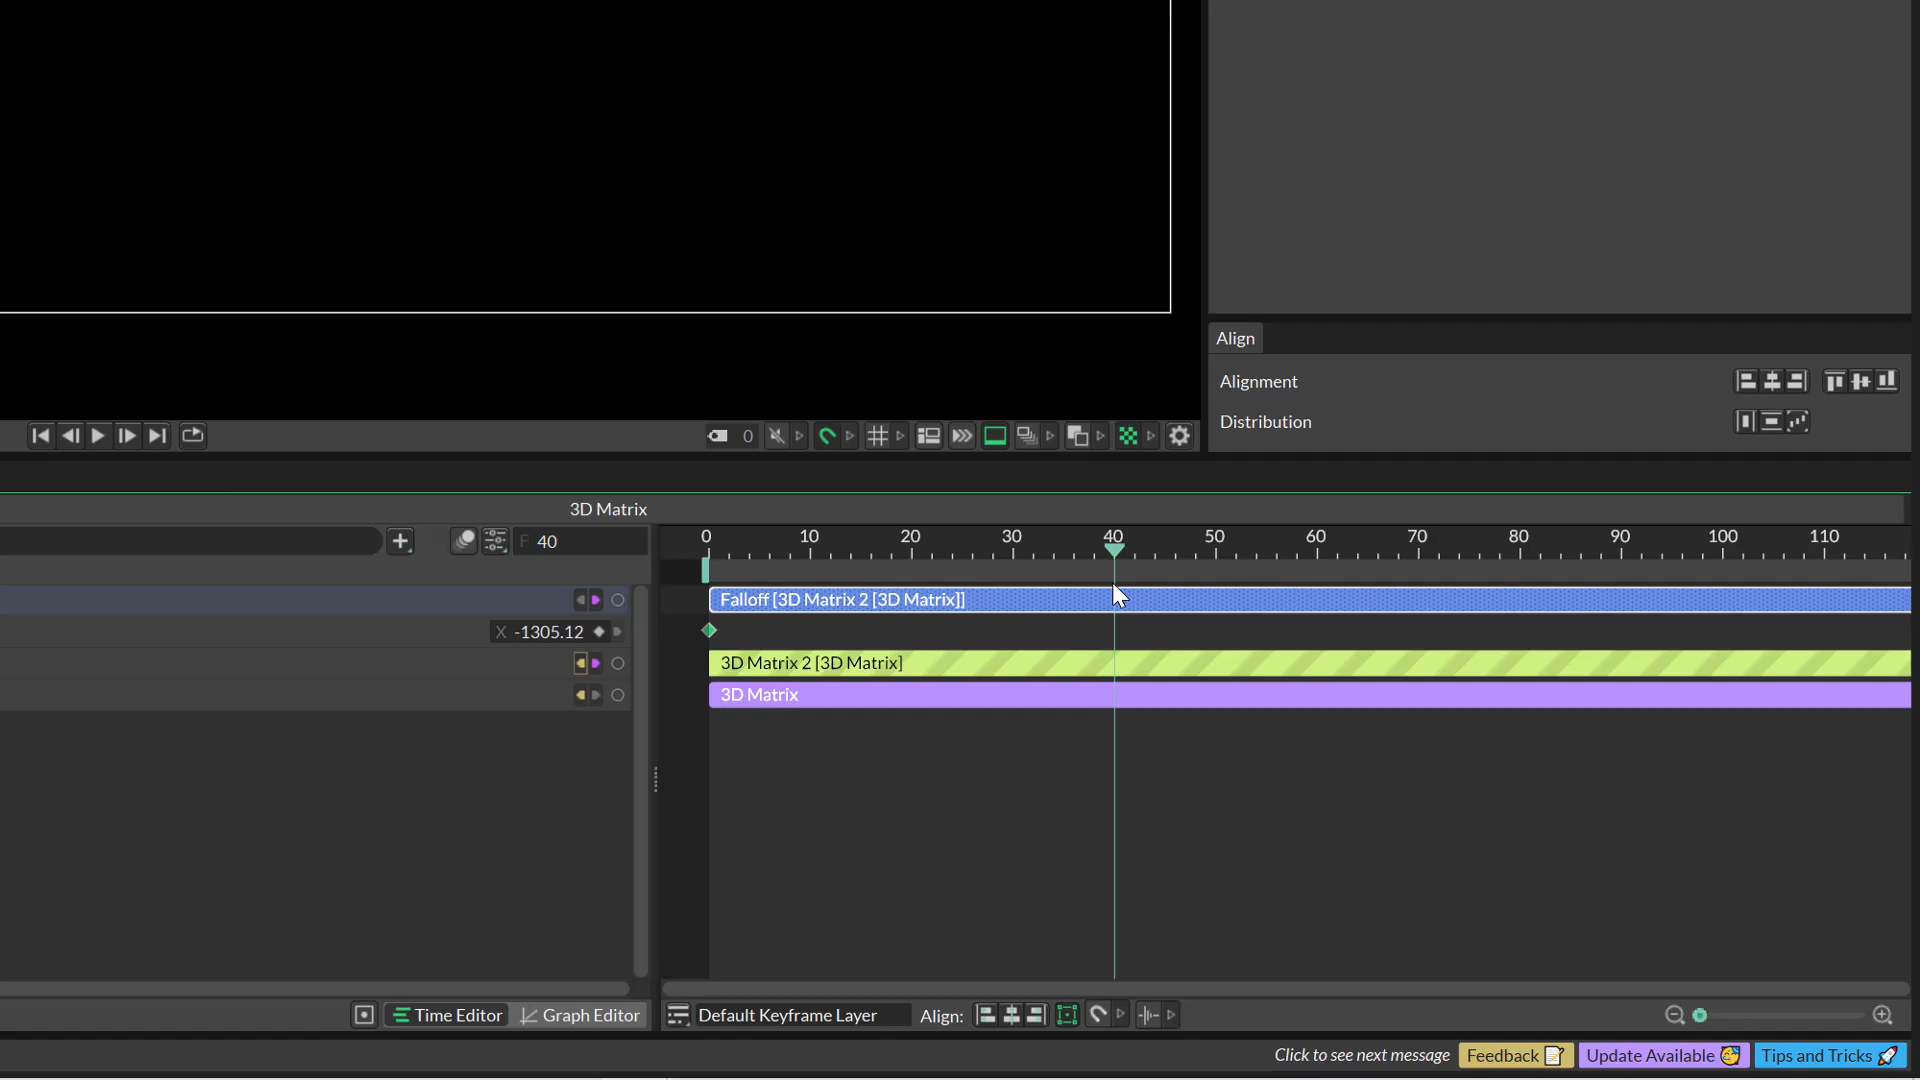 Align
Alignment
Distribution
0
3D Matrix
F 40
0 10 20 30 40 50 60 70 80 90 100 110
Falloff [3D Matrix 2 [3D Matrix]]
X -1305.12
3D Matrix 2 [3D Matrix]
3D Matrix
Time Editor Graph Editor Default Keyframe Layer Align:
Click to see next message Feedback Update Available Tips and Tricks